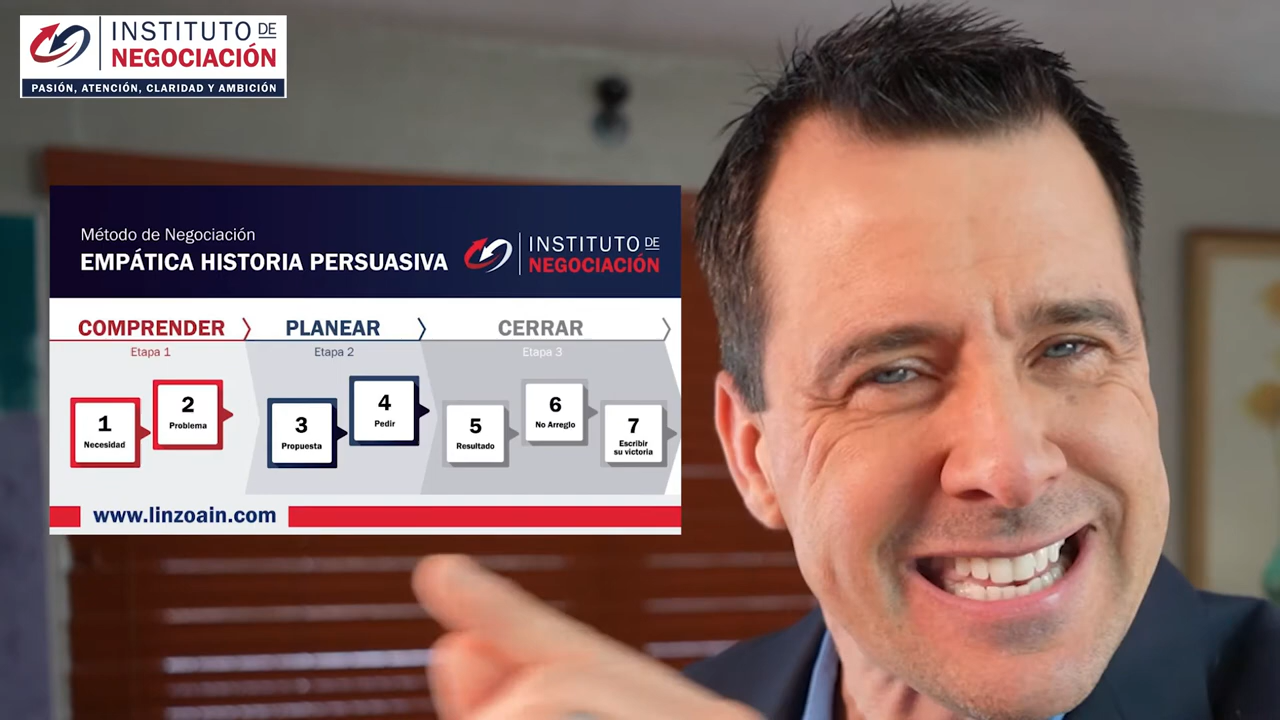 INSTITUTO DE
NEGOCIACIÓN
PASIÓN, ATENCIÓN, CLARIDAD Y AMBICIÓN
Método de Negociación
EMPÁTICA HISTORIA PERSUASIVA
INSTITUTO DE
NEGOCIACIÓN
COMPRENDER
PLANEAR
CERRAR
Etapa 1
Etapa 2
Etapa 3
1
Necesidad
2
Problema
3
Propuesta
4
Pedir
5
Resultado
6
No Arreglo
7
Escribir
su victoria
www.linzoain.com